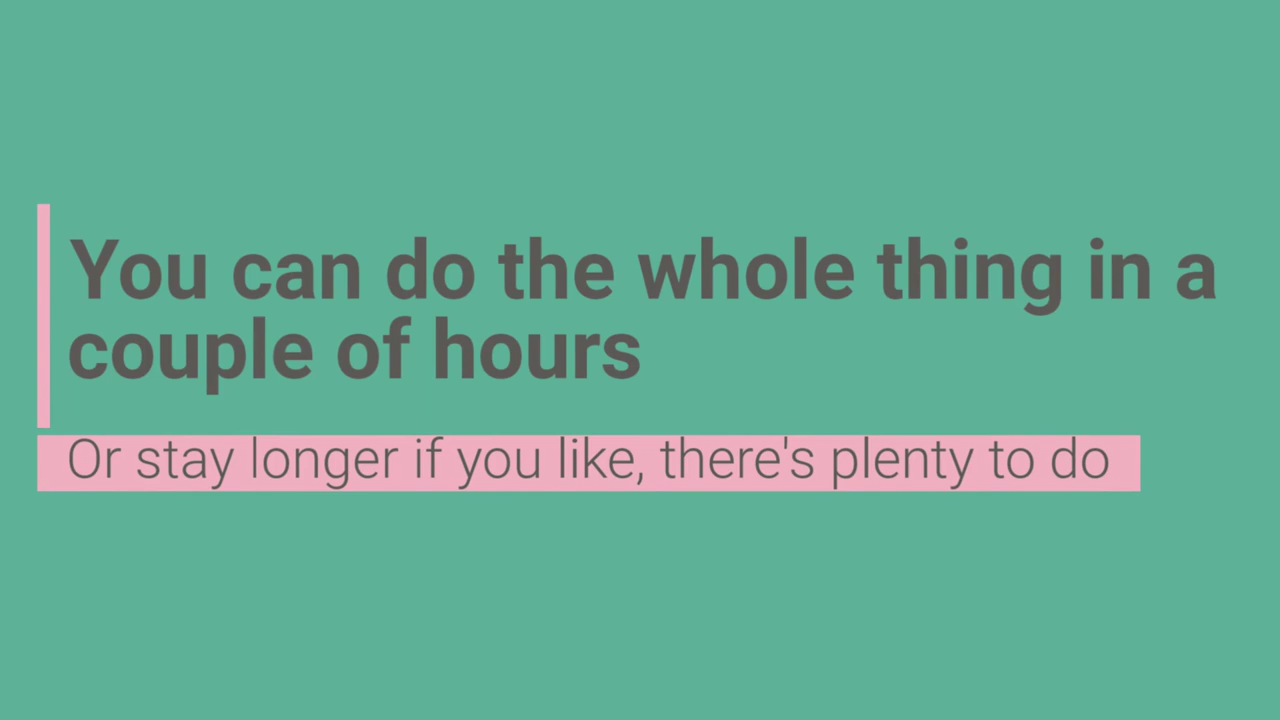 You can do the whole thing in a
couple of hours
Or stay longer if you like, there's plenty to do